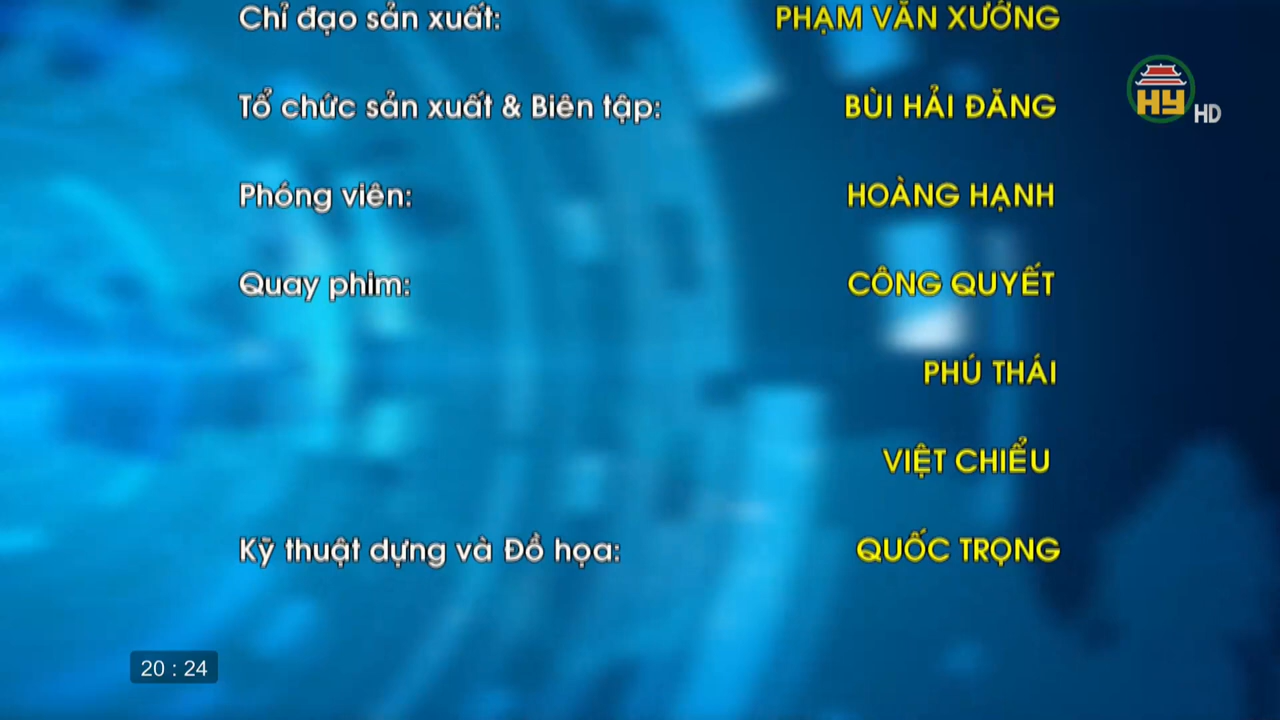 Chỉ đạo sản xuất: PHẠM VĂN XƯỚNG
HY HD
Tổ chức sản xuất & Biên tập: BÙI HẢI ĐĂNG
Phóng viên: HOÀNG HẠNH
Quay phim: CÔNG QUYẾT
PHÚ THÁI
VIỆT CHIỂU
Kỹ thuật dựng và Đồ họa: QUỐC TRỌNG
20 : 24